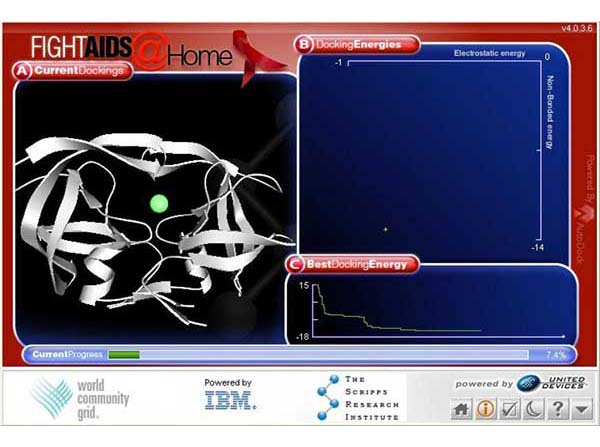 v4.0.3.6
FIGHTAIDS@Home
A CurrentDockings
B DockingEnergies
Electrostatic energy
-1
0
Non-Bonded energy
-14
Powered By AutoDock
C BestDockingEnergy
15
-18
CurrentProgress
7.4%
world
community
grid.
Powered by
IBM.
THE
SCRIPPS
RESEARCH
INSTITUTE
powered by UNITED
DEVICES